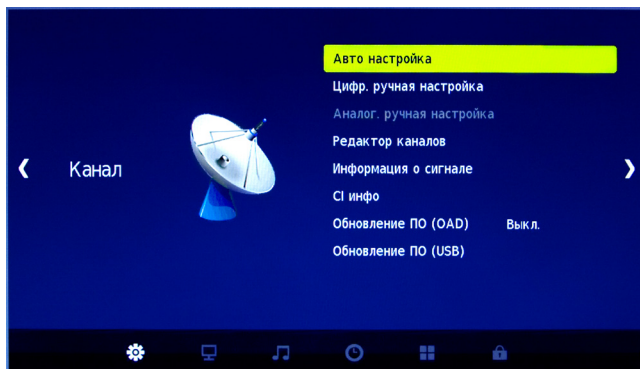 Канал
Авто настройка
Цифр. ручная настройка
Аналог. ручная настройка
Редактор каналов
Информация о сигнале
CI инфо
Обновление ПО (OAD) Выкл.
Обновление ПО (USB)